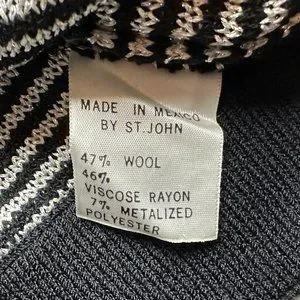 MADE IN MEXICO
BY ST. JOHN
47% WOOL
46%
VISCOSE RAYON
7% METALIZED
POLYESTER